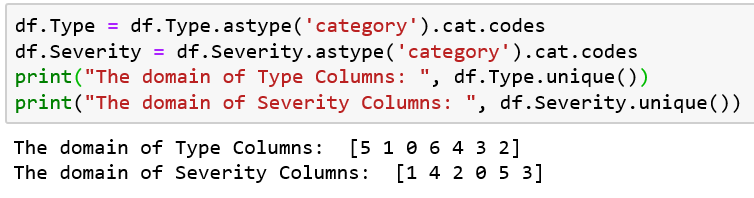 df.Type = df.Type.astype('category').cat.codes
df.Severity = df.Severity.astype('category').cat.codes
print("The domain of Type Columns: ", df.Type.unique())
print("The domain of Severity Columns: ", df.Severity.unique())
The domain of Type Columns:  [5 1 0 6 4 3 2]
The domain of Severity Columns:  [1 4 2 0 5 3]